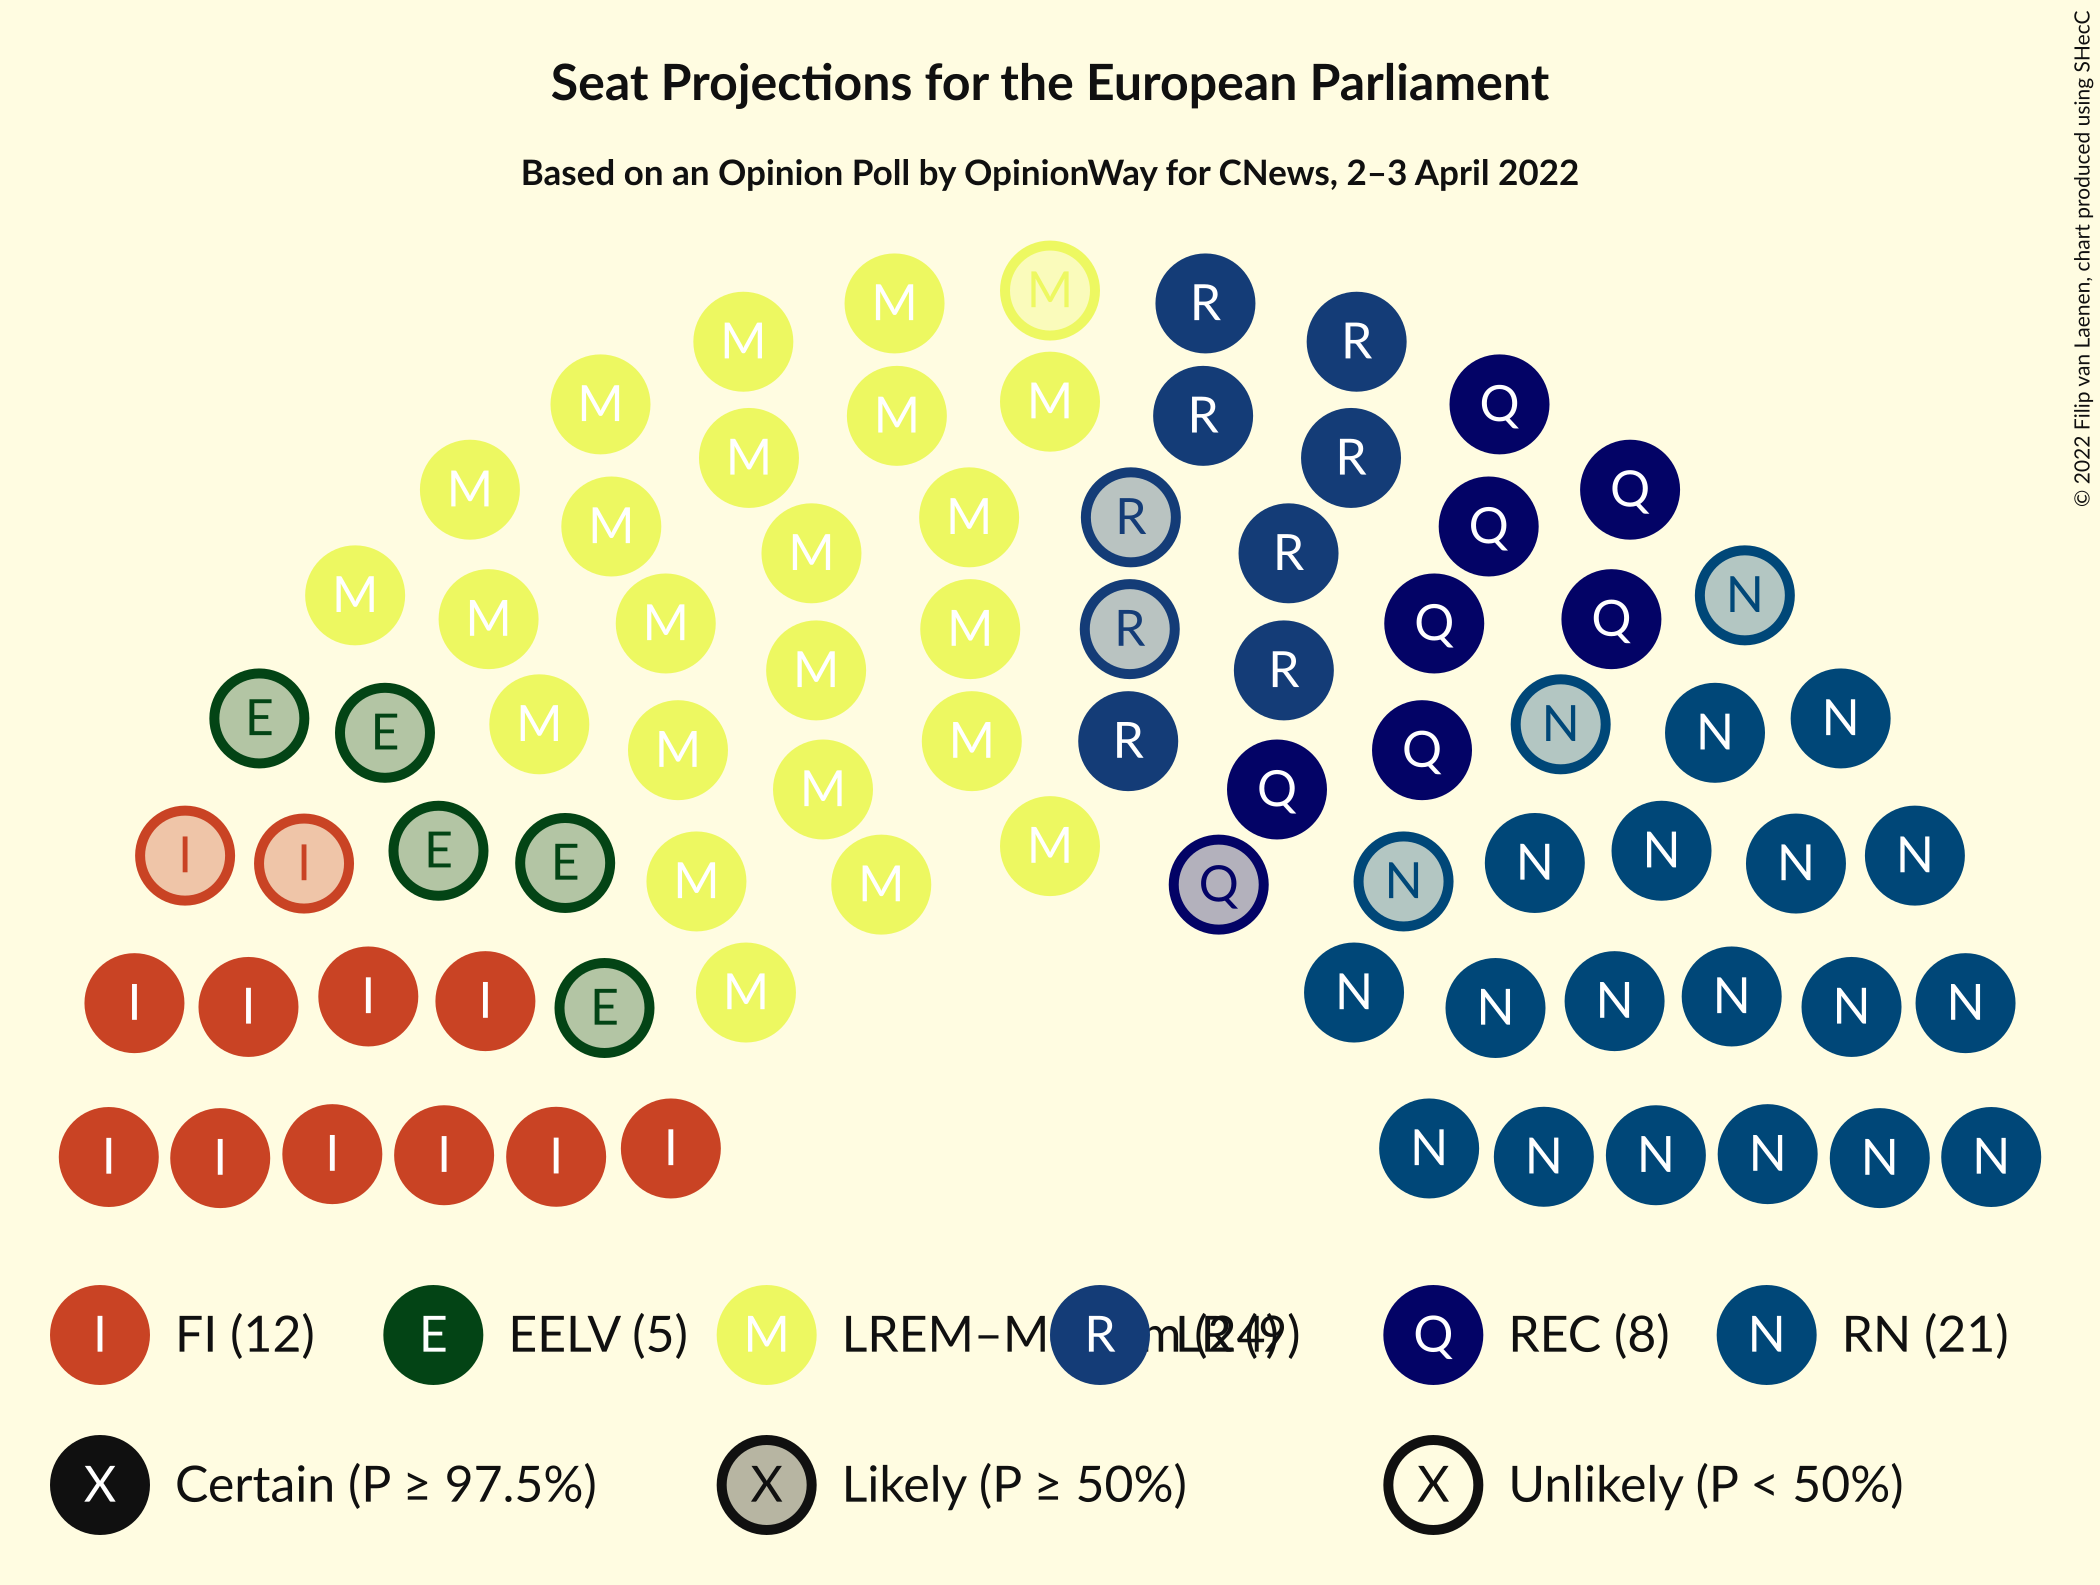 Seat Projections for the European Parliament
Based on an Opinion Poll by OpinionWay for CNews, 2–3 April 2022
© 2022 Filip van Laenen, chart produced using SHecC
M M R
M R
M M M R Q
M R
M M M R Q Q
M R
M M M M R Q Q N
M R
E E M M M R Q N N N
M Q
I I E E M M M Q N N N N N
I I I I E M N N N N N N
I I I I I I N N N N N N
I FI (12) E EELV (5) M R LR (9) Q REC (8) N RN (21)
X Certain (P ≥ 97.5%) X Likely (P ≥ 50%) X Unlikely (P < 50%)